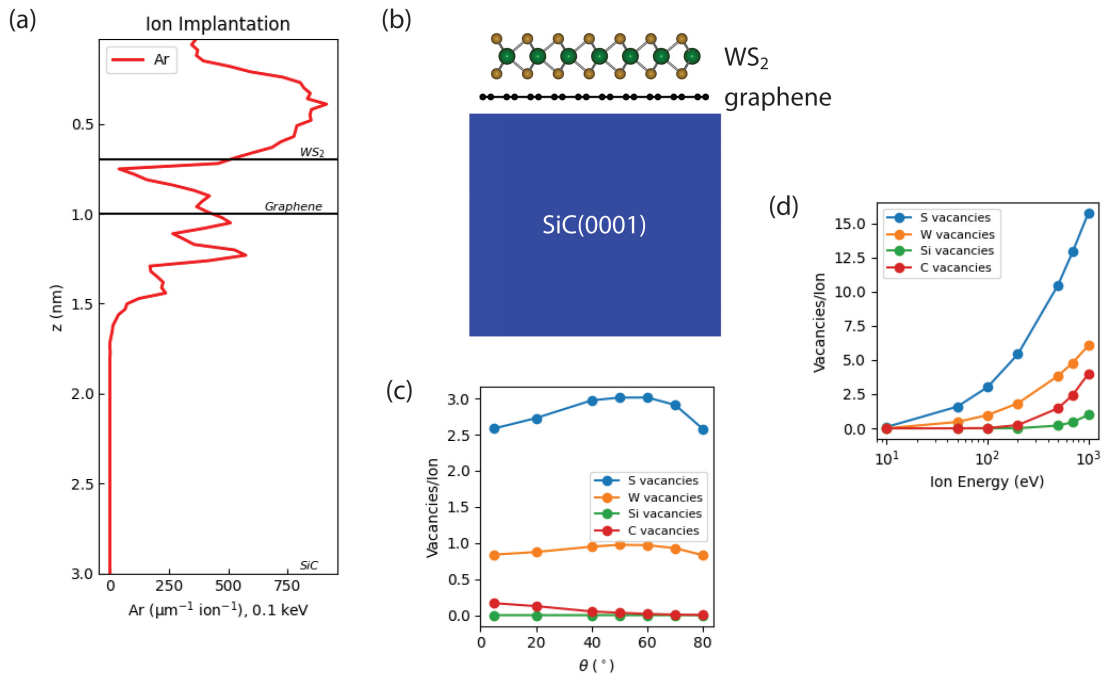 (a)
Ion Implantation
Ar
0.5
1.0
1.5
2.0
2.5
3.0
z (nm)
WS₂
Graphene
SiC
0 250 500 750
Ar (μm⁻¹ ion⁻¹), 0.1 keV
(b)
WS₂
graphene
SiC(0001)
(c)
3.0
2.5
2.0
1.5
1.0
0.5
0.0
Vacancies/Ion
S vacancies
W vacancies
Si vacancies
C vacancies
0 20 40 60 80
θ (°)
(d)
15.0
12.5
10.0
7.5
5.0
2.5
0.0
Vacancies/Ion
S vacancies
W vacancies
Si vacancies
C vacancies
10¹ 10² 10³
Ion Energy (eV)